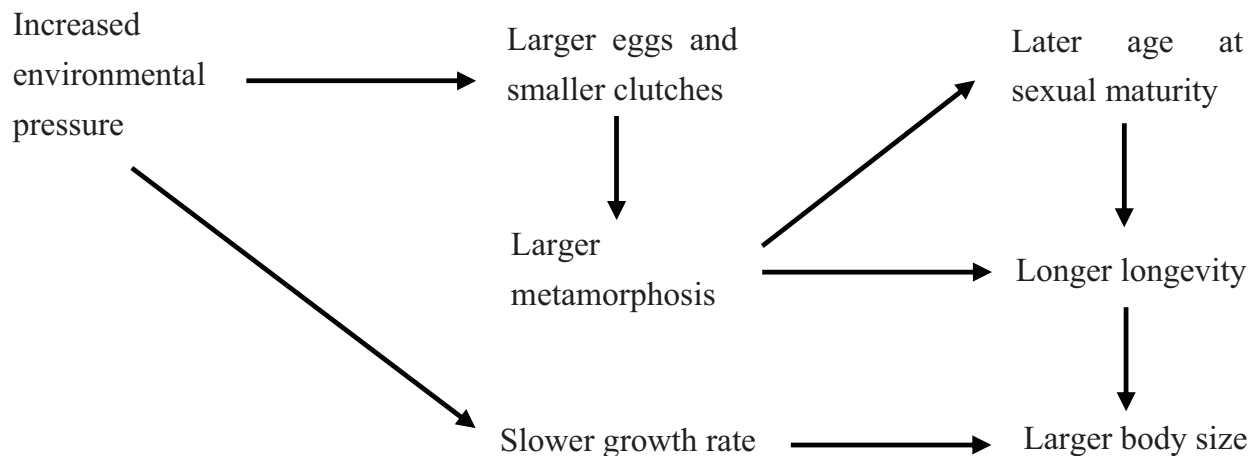 Increased
environmental
pressure
Larger eggs and
smaller clutches
Later age at
sexual maturity
Larger
metamorphosis
Longer longevity
Slower growth rate
Larger body size